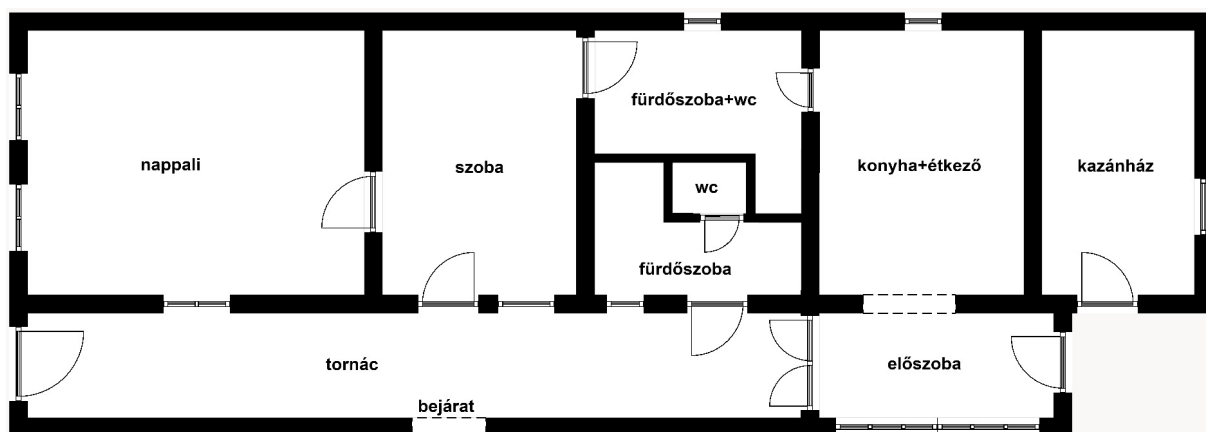 fürdőszoba+wc
nappali
szoba
konyha+étkező
kazánház
wc
fürdőszoba
tornác
előszoba
bejárat